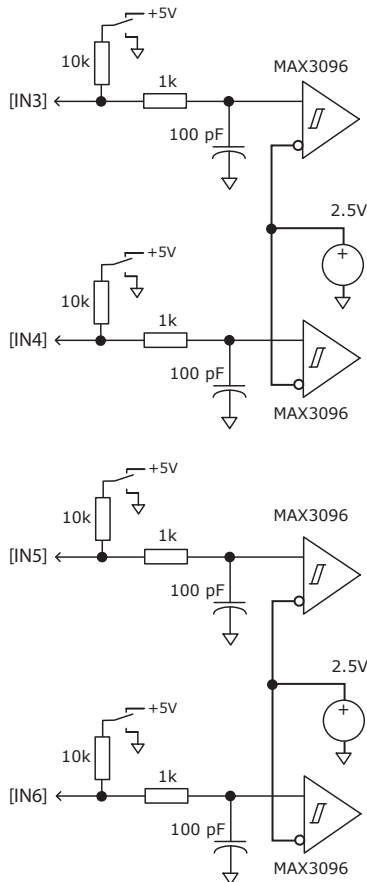 +5V
10k
1k
MAX3096
[IN3]
100 pF
2.5V
+
+5V
10k
1k
[IN4]
100 pF
MAX3096
+5V
10k
1k
MAX3096
[IN5]
100 pF
2.5V
+
+5V
10k
1k
[IN6]
100 pF
MAX3096